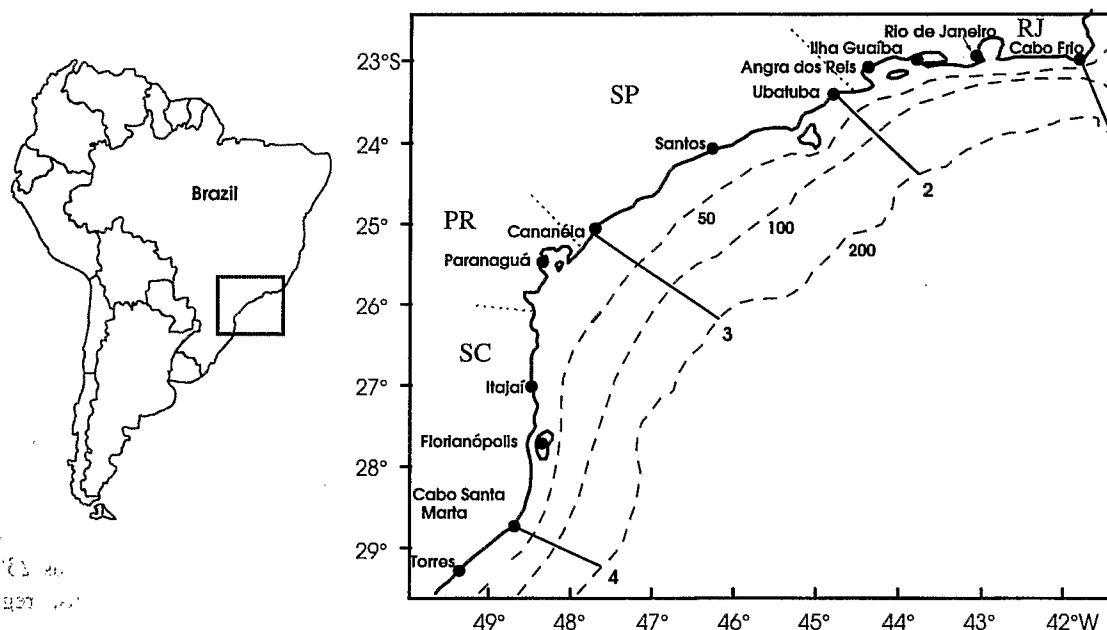 Brazil
RJ
Rio de Janeiro
Ilha Guaíba
Cabo Frio
23°S
Angra dos Reis
SP
Ubatuba
24°
Santos
2
50
100
200
25°
PR
Cananéia
Paranaguá
26°
3
SC
27°
Itajaí
Florianópolis
28°
Cabo Santa
Marta
29°
Torres
4
49°
48°
47°
46°
45°
44°
43°
42°W